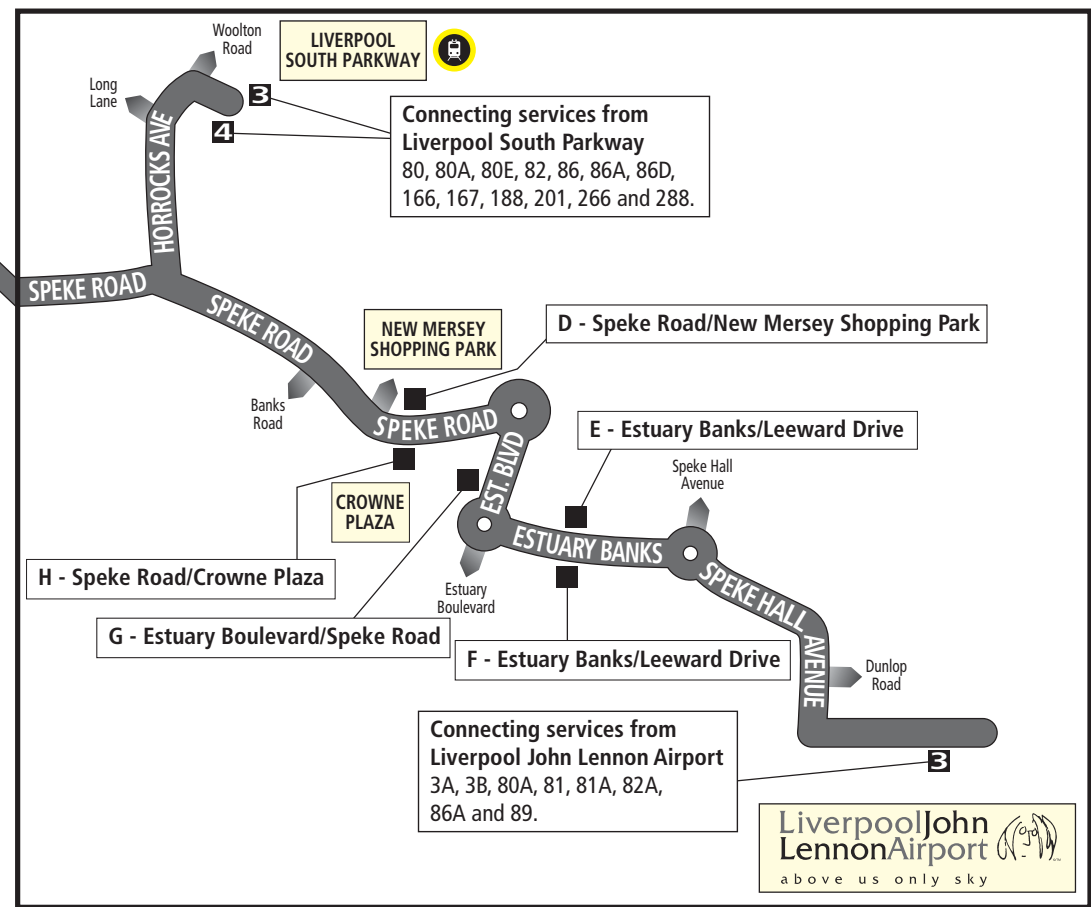 Woolton
Road
LIVERPOOL
SOUTH PARKWAY
Long
Lane
3
4
Connecting services from
Liverpool South Parkway
80, 80A, 80E, 82, 86, 86A, 86D,
166, 167, 188, 201, 266 and 288.
HORROCKS AVE
SPEKE ROAD
SPEKE ROAD
NEW MERSEY
SHOPPING PARK
D - Speke Road/New Mersey Shopping Park
Banks
Road
SPEKE ROAD
E - Estuary Banks/Leeward Drive
EST. BLVD
Speke Hall
Avenue
CROWNE
PLAZA
ESTUARY BANKS
H - Speke Road/Crowne Plaza
Estuary
Boulevard
SPEKE HALL
AVENUE
G - Estuary Boulevard/Speke Road
F - Estuary Banks/Leeward Drive
Dunlop
Road
Connecting services from
Liverpool John Lennon Airport
3A, 3B, 80A, 81, 81A, 82A,
86A and 89.
3
LiverpoolJohn
LennonAirport
above us only sky